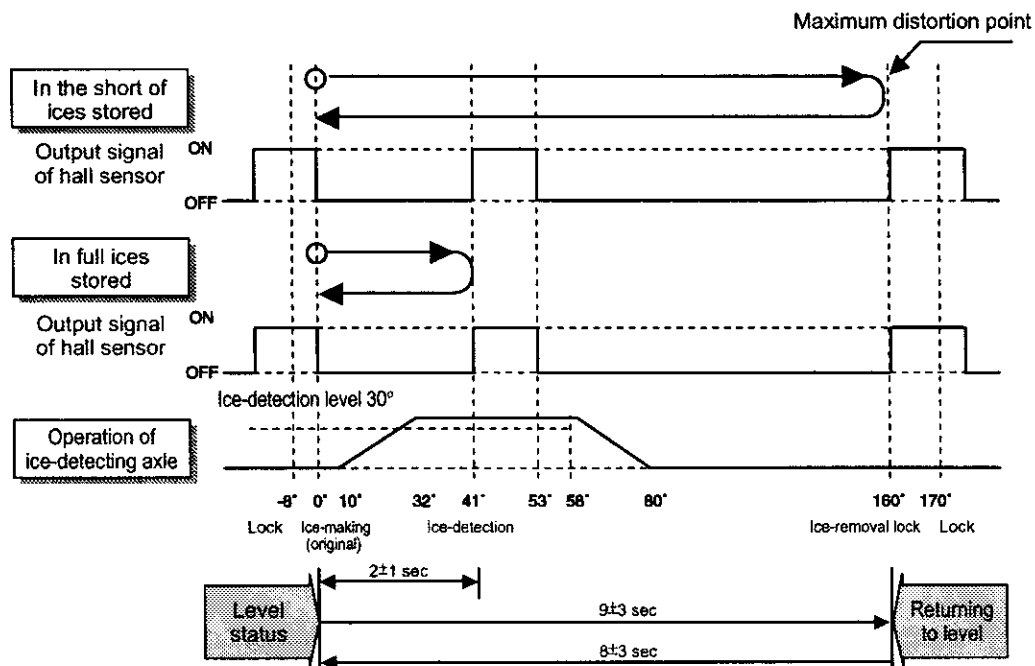 Maximum distortion point
In the short of
ices stored
Output signal
of hall sensor
ON
OFF
In full ices
stored
Output signal
of hall sensor
ON
OFF
Ice-detection level 30°
Operation of
ice-detecting axle
-8° 0° 10° 32° 41° 53° 58° 80° 160° 170°
Lock Ice-making Ice-detection Ice-removal lock Lock
(original)
2±1 sec
Level
status
9±3 sec
Returning
to level
8±3 sec